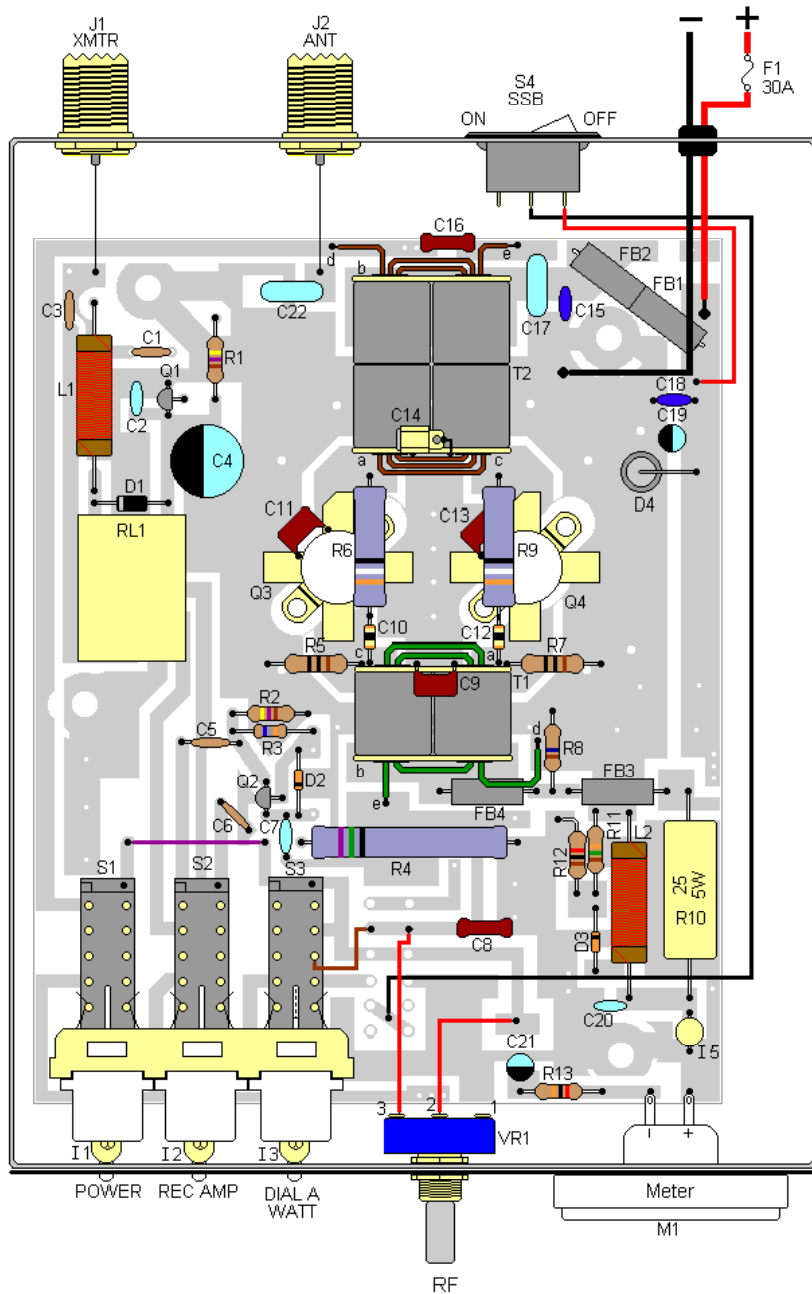 J1
XMTR
J2
ANT
S4
SSB
ON
OFF
−
+
F1
30A
C16
d
e
b
FB2
FB1
C3
C22
C17
C15
C1
R1
L1
Q1
T2
C18
C2
C19
C14
C4
a
c
D1
D4
RL1
C11
C13
R6
R9
Q3
Q4
C10
C12
R5
c
a
R7
T1
C9
R2
R3
C5
d
R8
b
Q2
D2
e
FB4
FB3
C6
C7
R4
R12
R11
L2
S1
S2
S3
25
5W
R10
C8
D3
C20
C21
I5
R13
3
2
1
VR1
-
+
I1
I2
I3
POWER
REC AMP
DIAL A
WATT
Meter
M1
RF